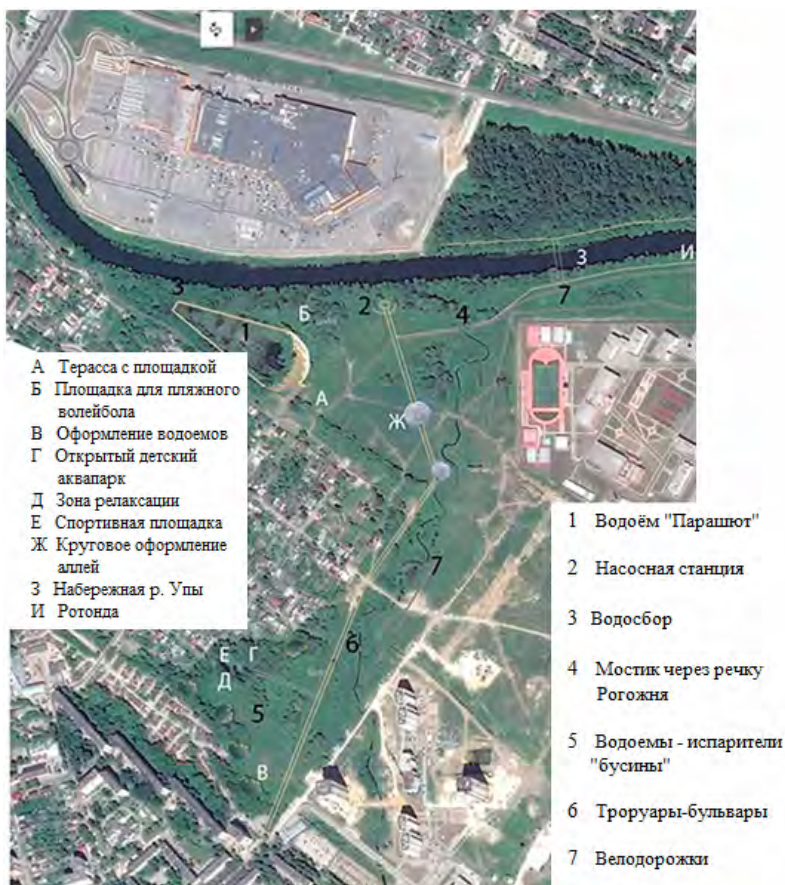 З
И
3
Б
2
4
7
1
А
Ж
7
Е Г
6
Д
5
В
А Терасса с площадкой
Б Площадка для пляжного
волейбола
В Оформление водоемов
Г Открытый детский
аквапарк
Д Зона релаксации
Е Спортивная площадка
Ж Круговое оформление
аллей
З Набережная р. Упы
И Ротонда
1 Водоём "Парашют"
2 Насосная станция
3 Водосбор
4 Мостик через речку
Рогожня
5 Водоемы - испарители
"бусины"
6 Троруары-бульвары
7 Велодорожки